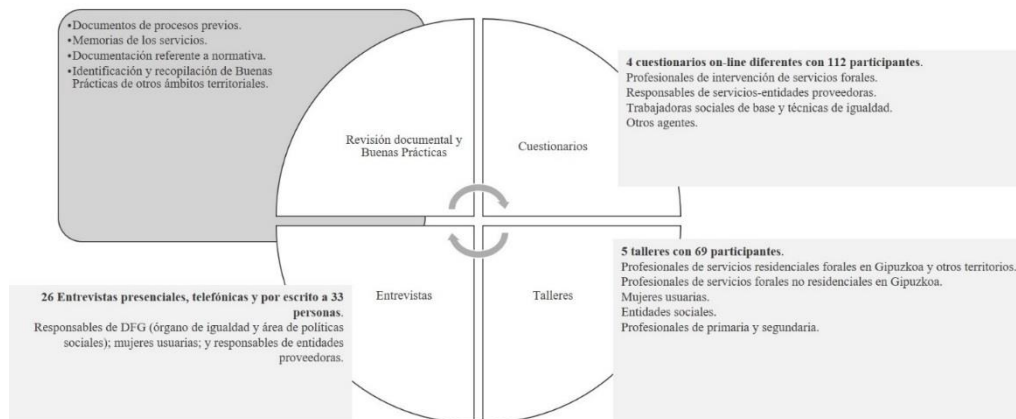 •Documentos de procesos previos.
•Memorias de los servicios.
•Documentación referente a normativa.
•Identificación y recopilación de Buenas
Prácticas de otros ámbitos territoriales.
Revisión documental y
Buenas Prácticas
Cuestionarios
4 cuestionarios on-line diferentes con 112 participantes.
Profesionales de intervención de servicios forales.
Responsables de servicios-entidades proveedoras.
Trabajadoras sociales de base y técnicas de igualdad.
Otros agentes.
26 Entrevistas presenciales, telefónicas y por escrito a 33
personas.
Responsables de DFG (órgano de igualdad y área de políticas
sociales); mujeres usuarias; y responsables de entidades
proveedoras.
Entrevistas
Talleres
5 talleres con 69 participantes.
Profesionales de servicios residenciales forales en Gipuzkoa y otros territorios.
Profesionales de servicios forales no residenciales en Gipuzkoa.
Mujeres usuarias.
Entidades sociales.
Profesionales de primaria y segundaria.